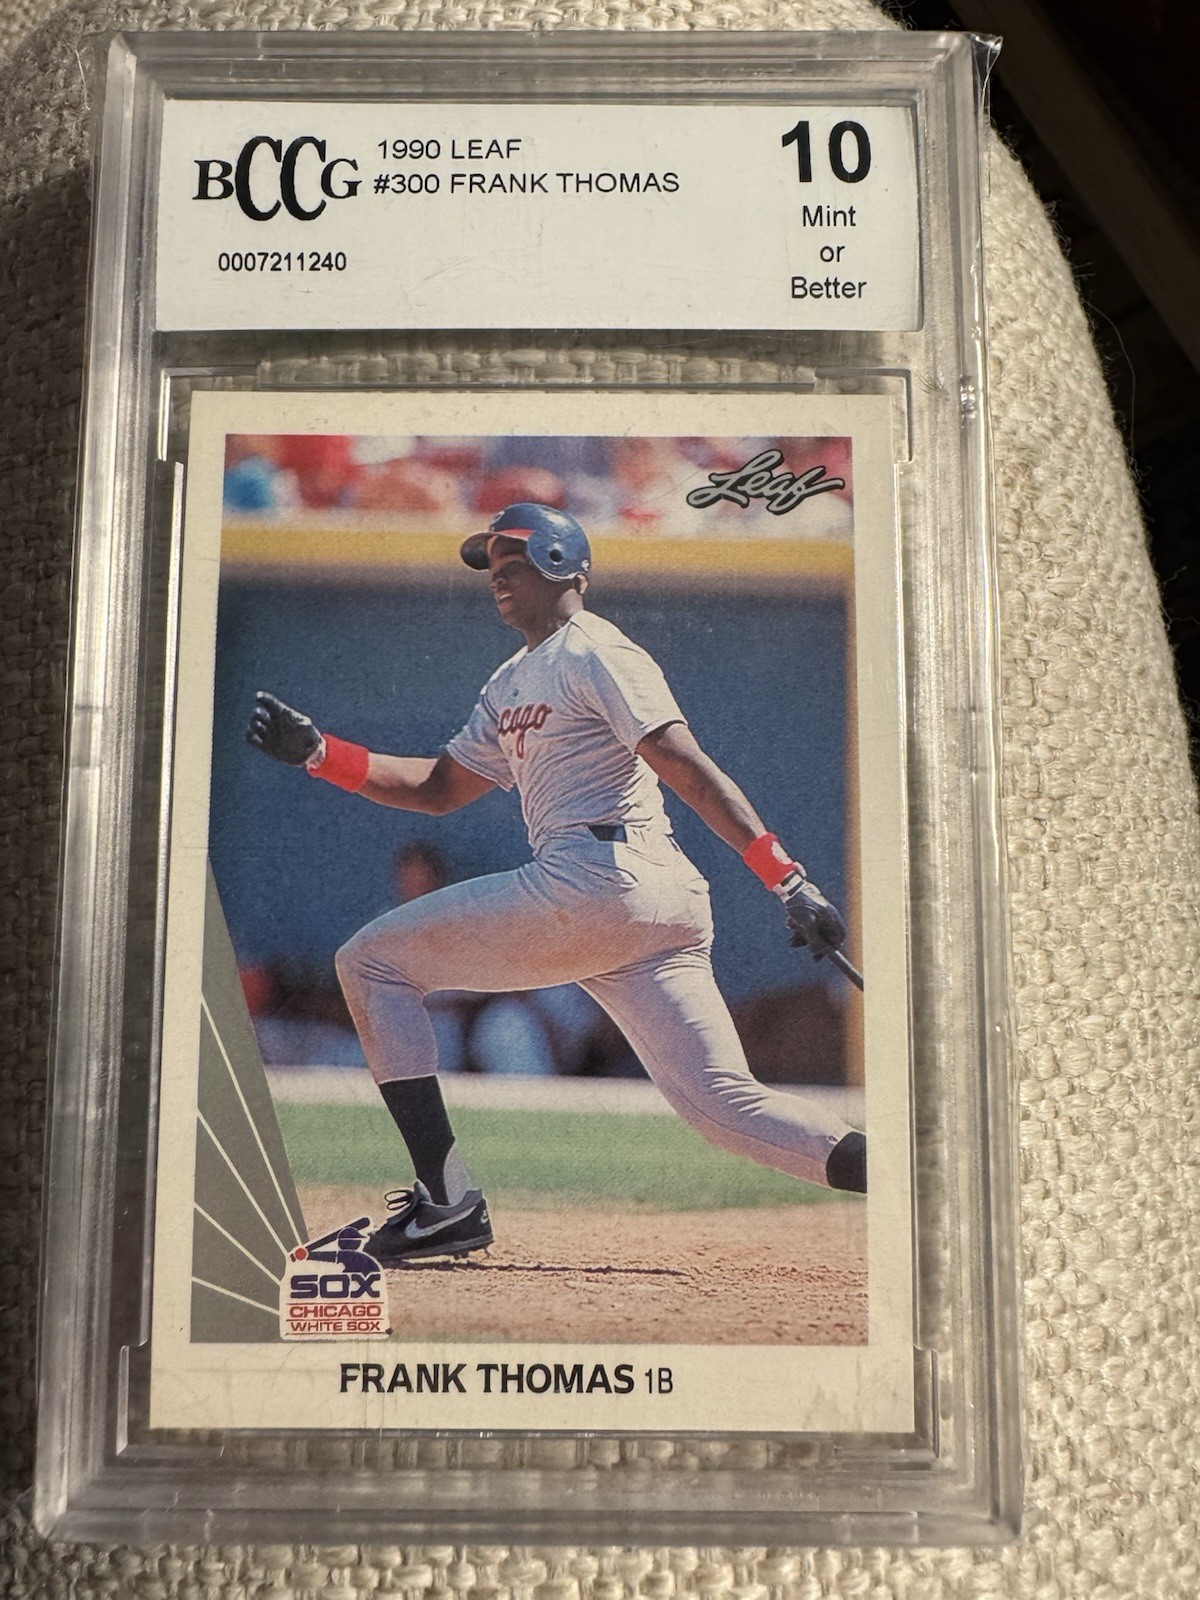 BCCG
1990 LEAF
#300 FRANK THOMAS
0007211240
10
Mint
or
Better
Leaf
cago
SOX
CHICAGO
WHITE SOX
FRANK THOMAS 1B